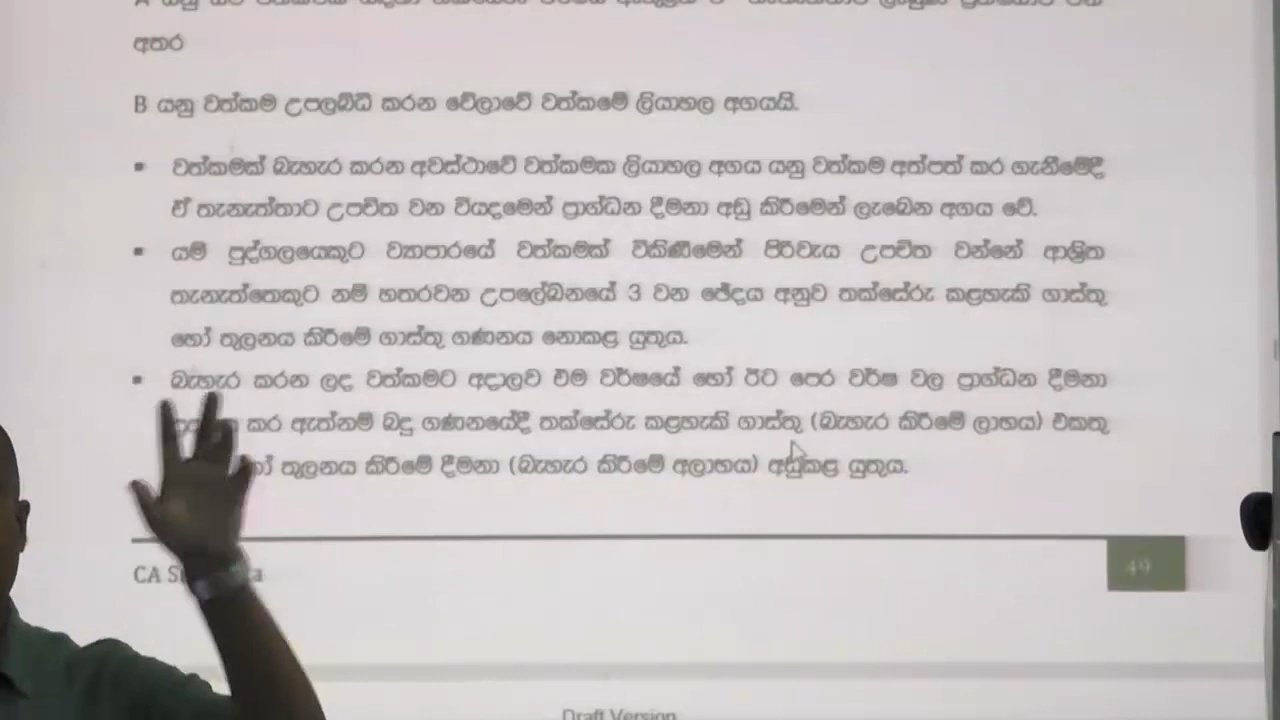 අතර
B යනු වත්කම උපලබ්ධි කරන වේලාවේ වත්කමේ ලියාහල අගයයි.
▪ වත්කමක් බැහැර කරන අවස්ථාවේ වත්කමක ලියාහල අගය යනු වත්කම අත්පත් කර ගැනීමේදී
ඒ තැනැත්තාට උපචිත වන වියදමෙන් ප්‍රාග්ධන දීමනා අඩු කිරීමෙන් ලැබෙන අගය වේ.
▪ යම් පුද්ගලයෙකුට ව්‍යාපාරයේ වත්කමක් විකිණීමෙන් පිරිවැය උපචිත වන්නේ ආශ්‍රිත
තැනැත්තෙකුට නම් හතරවන උපලේඛනයේ 3 වන ඡේදය අනුව තක්සේරු කළහැකි ගාස්තු
හෝ තුලනය කිරීමේ ගාස්තු ගණනය නොකළ යුතුය.
▪ බැහැර කරන ලද වත්කමට අදාලව එම වර්ෂයේ හෝ ඊට පෙර වර්ෂ වල ප්‍රාග්ධන දීමනා
කර ඇත්නම් බදු ගණනයේදී තක්සේරු කළහැකි ගාස්තු (බැහැර කිරීමේ ලාභය) එකතු
තුලනය කිරීමේ දීමනා (බැහැර කිරීමේ අලාභය) අඩුකළ යුතුය.
CA
49
Draft Version